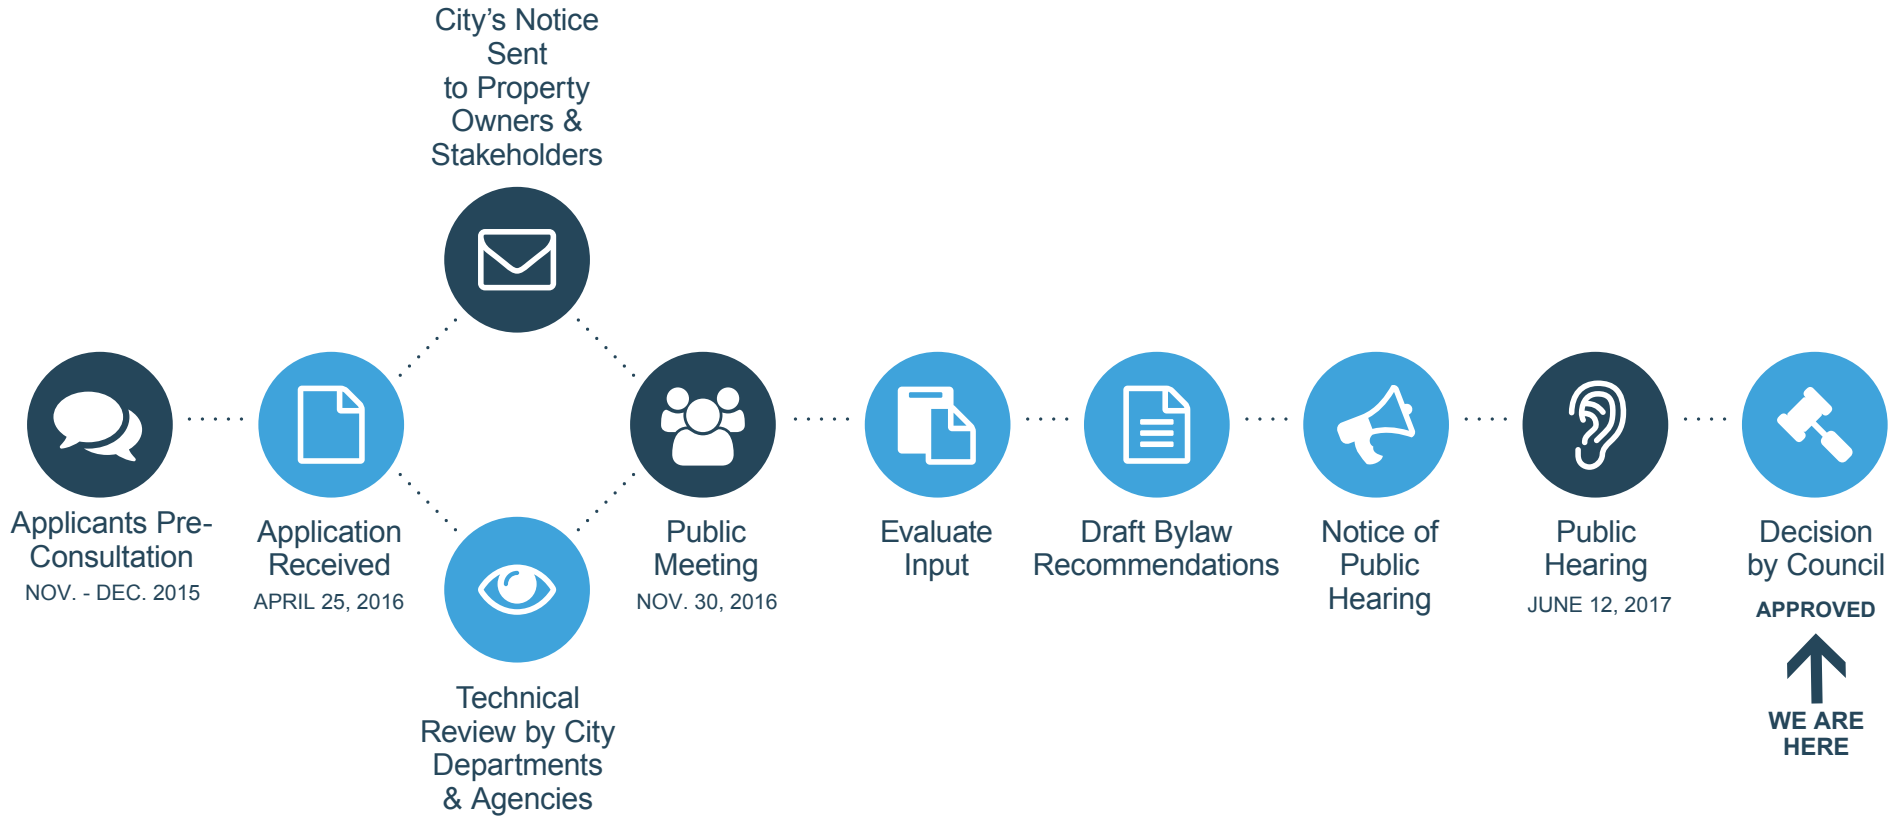 City’s Notice
Sent
to Property
Owners &
Stakeholders
Applicants Pre-
Consultation
NOV. - DEC. 2015
Application
Received
APRIL 25, 2016
Technical
Review by City
Departments
& Agencies
Public
Meeting
NOV. 30, 2016
Evaluate
Input
Draft Bylaw
Recommendations
Notice of
Public
Hearing
Public
Hearing
JUNE 12, 2017
Decision
by Council
APPROVED
WE ARE
HERE